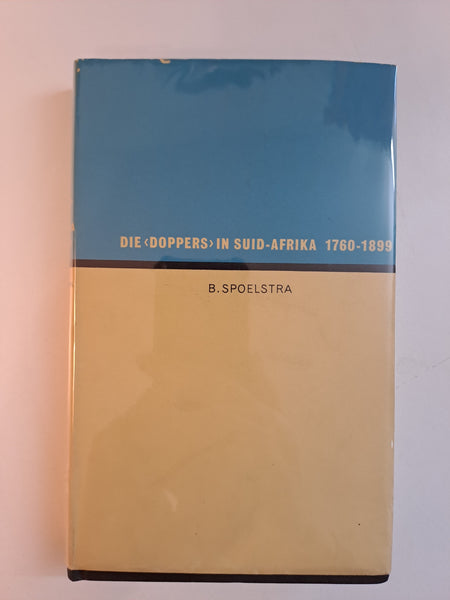 DIE ‹DOPPERS› IN SUID-AFRIKA 1760-1899
B. SPOELSTRA